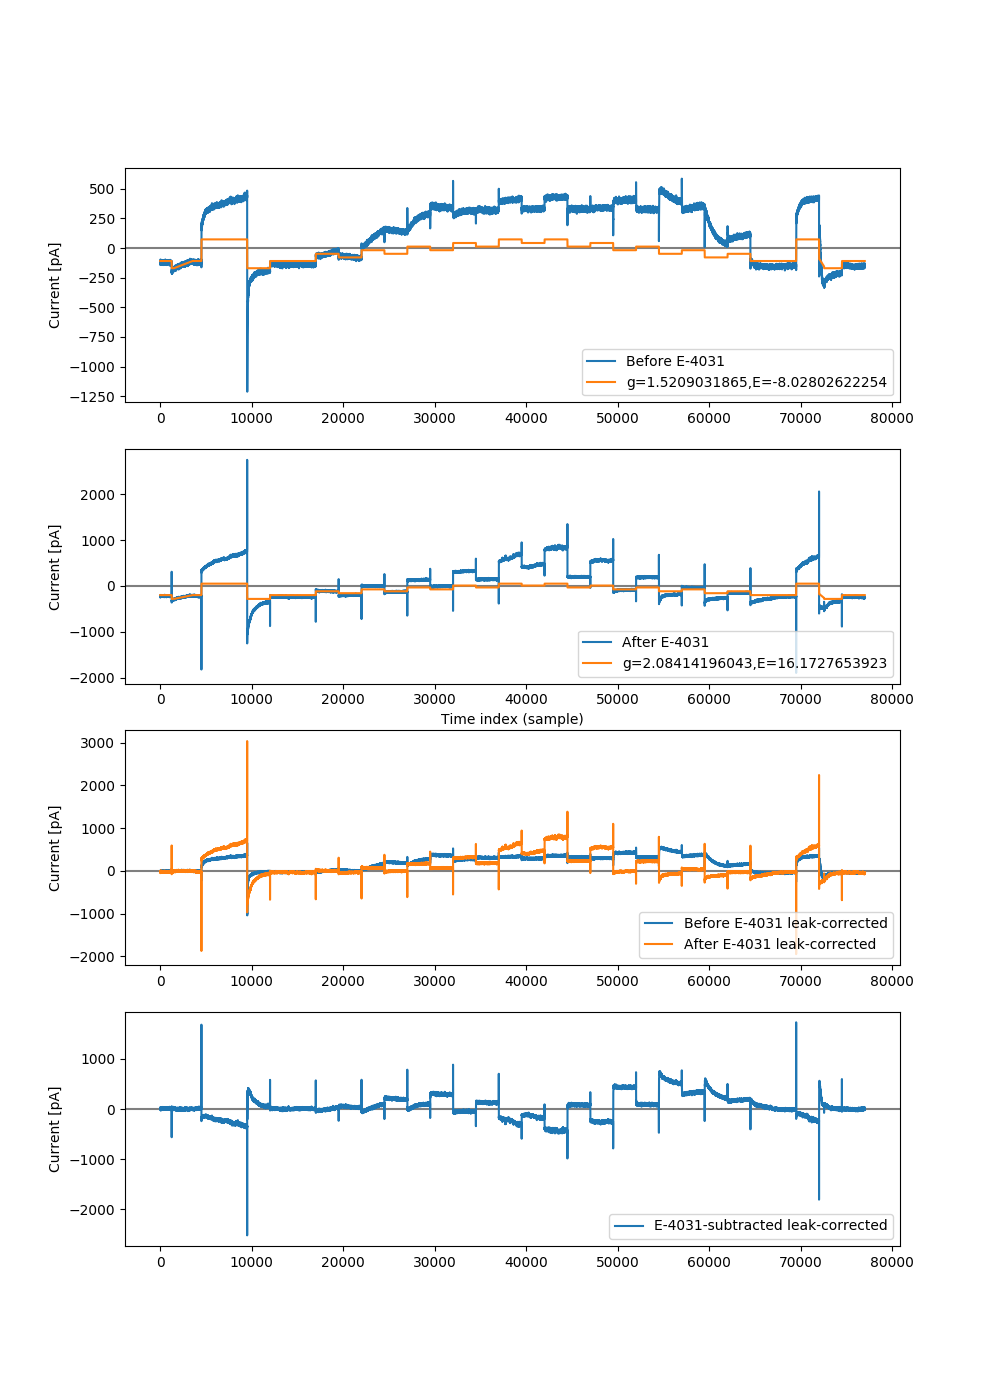 500
250
0
−250
−500
−750
−1000
−1250
Current [pA]
Before E-4031
g=1.5209031865,E=-8.02802622254
0 10000 20000 30000 40000 50000 60000 70000 80000
2000
1000
0
−1000
−2000
Current [pA]
After E-4031
g=2.08414196043,E=16.1727653923
0 10000 20000 30000 40000 50000 60000 70000 80000
Time index (sample)
3000
2000
1000
0
−1000
−2000
Current [pA]
Before E-4031 leak-corrected
After E-4031 leak-corrected
0 10000 20000 30000 40000 50000 60000 70000 80000
1000
0
−1000
−2000
Current [pA]
E-4031-subtracted leak-corrected
0 10000 20000 30000 40000 50000 60000 70000 80000